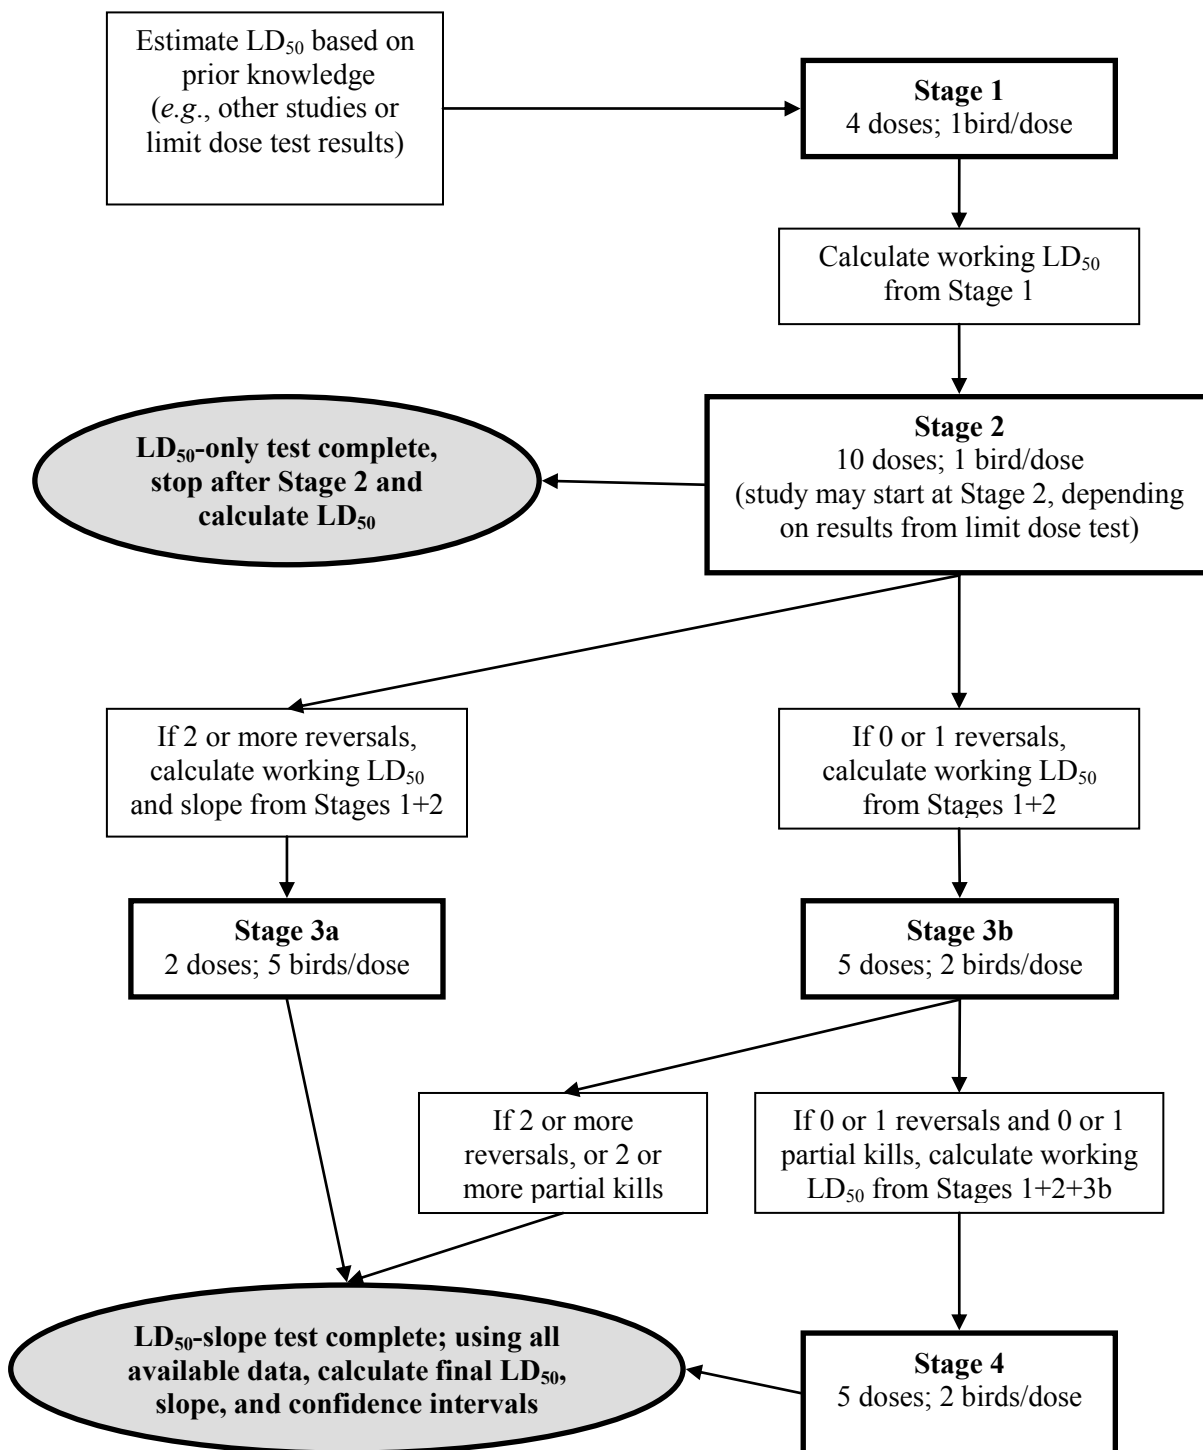 Estimate LD50 based on
prior knowledge
(e.g., other studies or
limit dose test results)
Stage 1
4 doses; 1bird/dose
Calculate working LD50
from Stage 1
Stage 2
10 doses; 1 bird/dose
(study may start at Stage 2, depending
on results from limit dose test)
LD50-only test complete,
stop after Stage 2 and
calculate LD50
If 2 or more reversals,
calculate working LD50
and slope from Stages 1+2
If 0 or 1 reversals,
calculate working LD50
from Stages 1+2
Stage 3a
2 doses; 5 birds/dose
Stage 3b
5 doses; 2 birds/dose
If 2 or more
reversals, or 2 or
more partial kills
If 0 or 1 reversals and 0 or 1
partial kills, calculate working
LD50 from Stages 1+2+3b
LD50-slope test complete; using all
available data, calculate final LD50,
slope, and confidence intervals
Stage 4
5 doses; 2 birds/dose